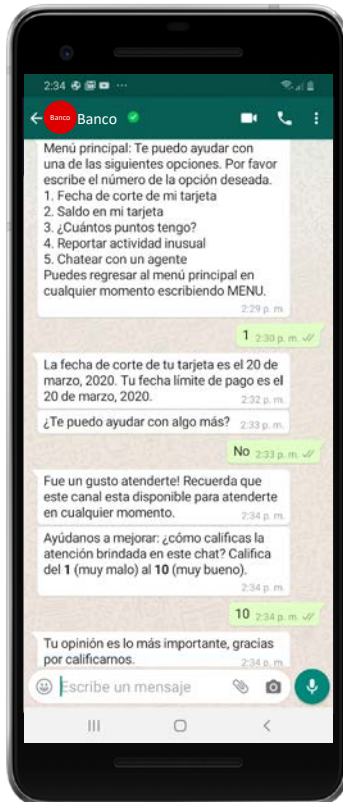 2:34
Banco Banco
Menú principal: Te puedo ayudar con
una de las siguientes opciones. Por favor
escribe el número de la opción deseada.
1. Fecha de corte de mi tarjeta
2. Saldo en mi tarjeta
3. ¿Cuántos puntos tengo?
4. Reportar actividad inusual
5. Chatear con un agente
Puedes regresar al menú principal en
cualquier momento escribiendo MENU.
2:29 p. m.
1 2:30 p. m.
La fecha de corte de tu tarjeta es el 20 de
marzo, 2020. Tu fecha límite de pago es el
20 de marzo, 2020. 2:32 p. m.
¿Te puedo ayudar con algo más? 2:33 p. m.
No 2:33 p. m.
Fue un gusto atenderte! Recuerda que
este canal esta disponible para atenderte
en cualquier momento. 2:34 p. m.
Ayúdanos a mejorar: ¿cómo calificas la
atención brindada en este chat? Califica
del 1 (muy malo) al 10 (muy bueno).
2:34 p. m.
10 2:34 p. m.
Tu opinión es lo más importante, gracias
por calificarnos. 2:34 p. m.
Escribe un mensaje